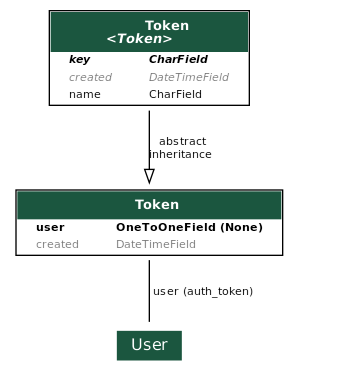 Token
<Token>
key CharField
created DateTimeField
name CharField
abstract
inheritance
Token
user OneToOneField (None)
created DateTimeField
user (auth_token)
User